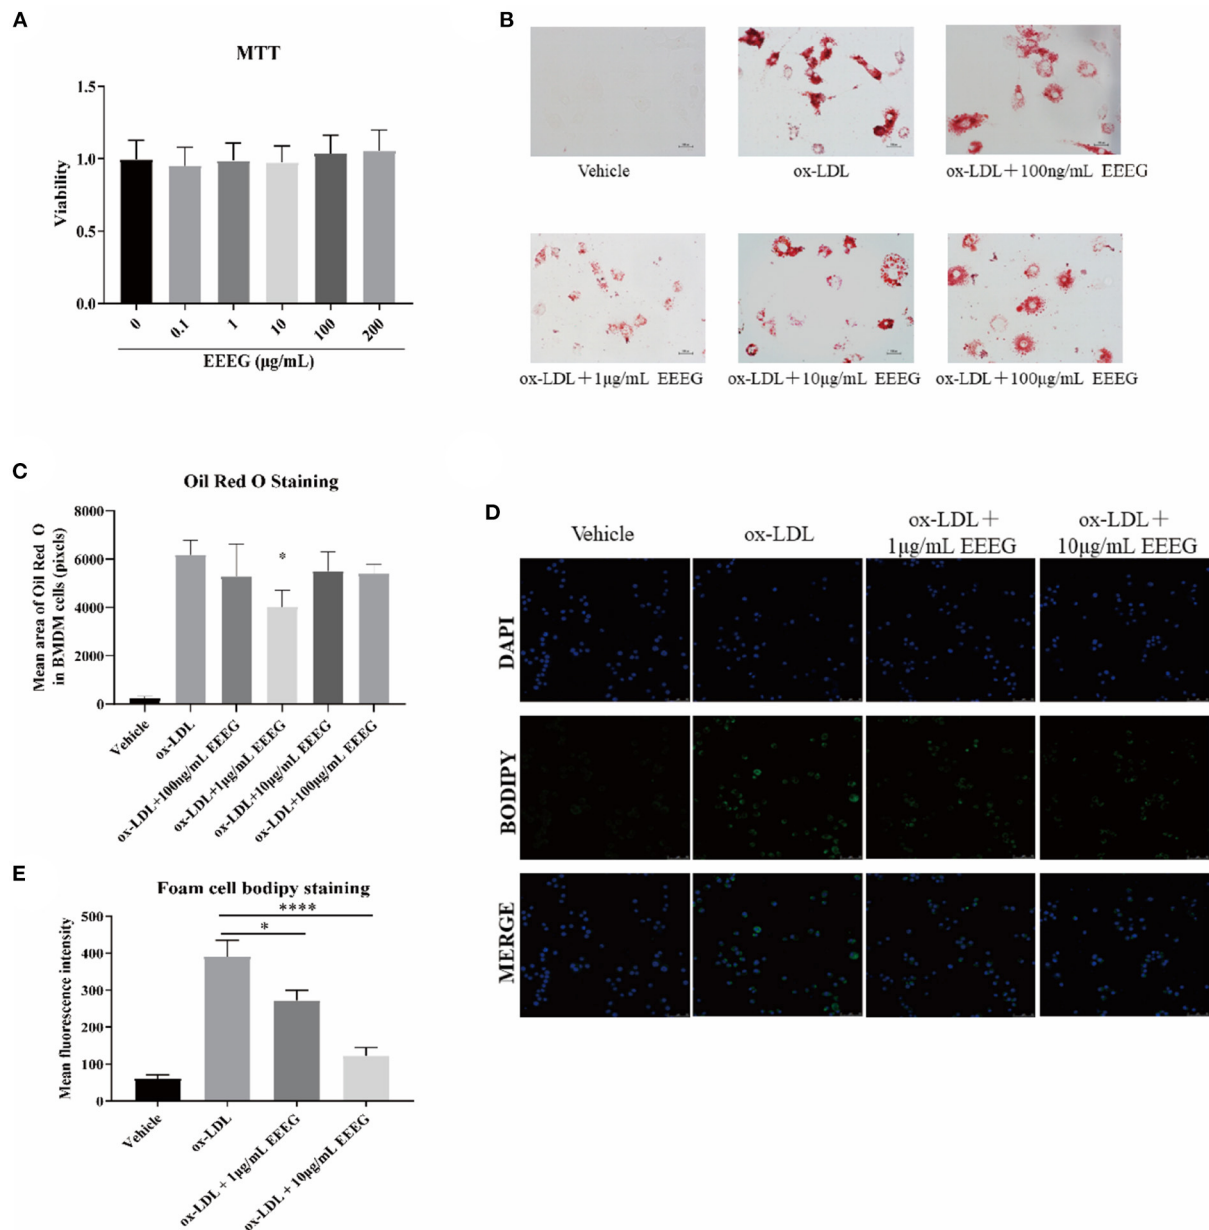 A
MTT
Viability
1.5
1.0
0.5
0.0
0
0.1
1
10
100
200
EEEG (μg/mL)
B
Vehicle
ox-LDL
ox-LDL+100ng/mL EEEG
ox-LDL+1μg/mL EEEG
ox-LDL+10μg/mL EEEG
ox-LDL+100μg/mL EEEG
C
Oil Red O Staining
Mean area of Oil Red O
in BMDM cells (pixels)
8000
6000
4000
2000
0
*
Vehicle
ox-LDL
ox-LDL+100ng/mL EEEG
ox-LDL+1μg/mL EEEG
ox-LDL+10μg/mL EEEG
ox-LDL+100μg/mL EEEG
D
Vehicle
ox-LDL
ox-LDL+
1μg/mL EEEG
ox-LDL+
10μg/mL EEEG
DAPI
BODIPY
MERGE
E
Foam cell bodipy staining
Mean fluorescence intensity
500
400
300
200
100
0
****
*
Vehicle
ox-LDL
ox-LDL + 1μg/mL EEEG
ox-LDL + 10μg/mL EEEG